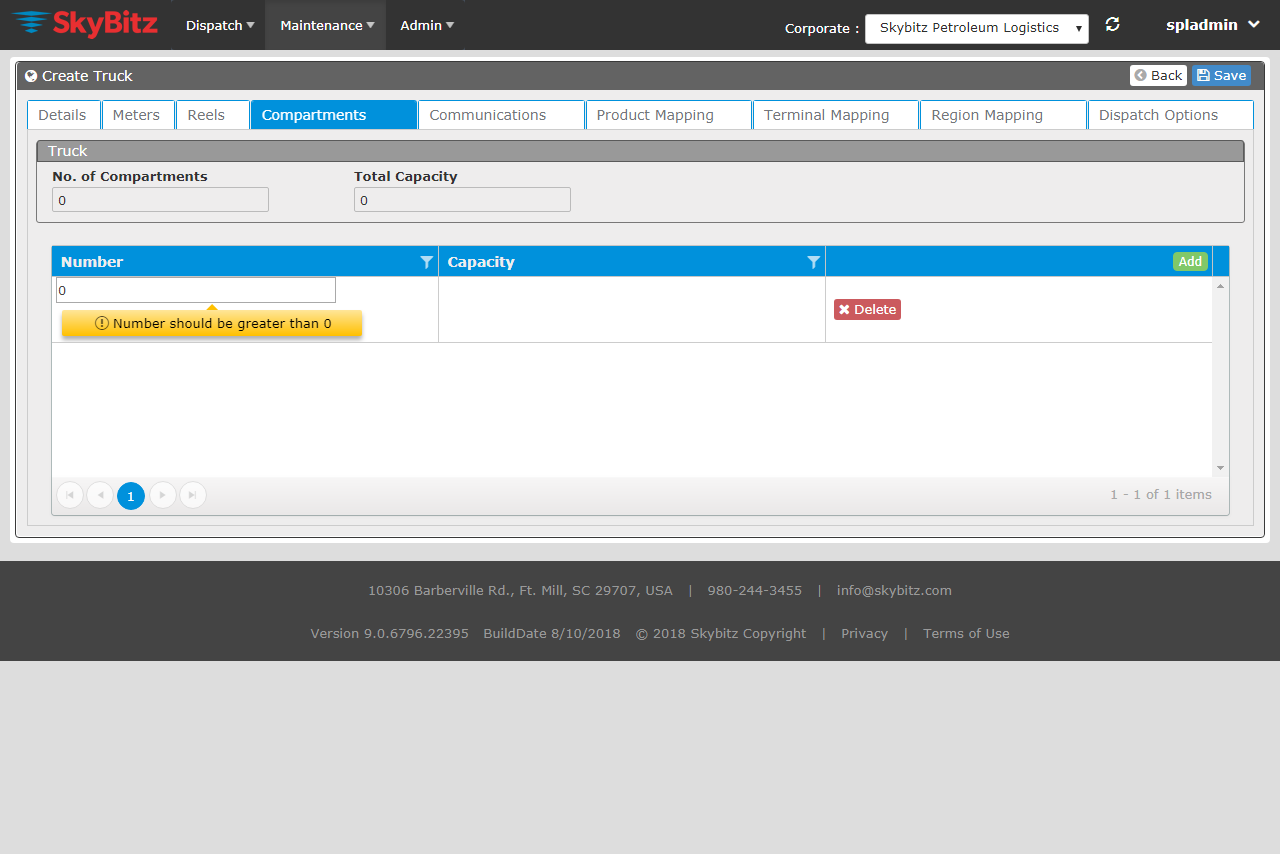 SkyBitz Dispatch Maintenance Admin Corporate : Skybitz Petroleum Logistics spladmin
Create Truck Back Save
Details Meters Reels Compartments Communications Product Mapping Terminal Mapping Region Mapping Dispatch Options
Truck
No. of Compartments Total Capacity
0 0
Number Capacity Add
0
Delete
Number should be greater than 0
1 1 - 1 of 1 items
10306 Barberville Rd., Ft. Mill, SC 29707, USA | 980-244-3455 | info@skybitz.com
Version 9.0.6796.22395 BuildDate 8/10/2018 © 2018 Skybitz Copyright | Privacy | Terms of Use